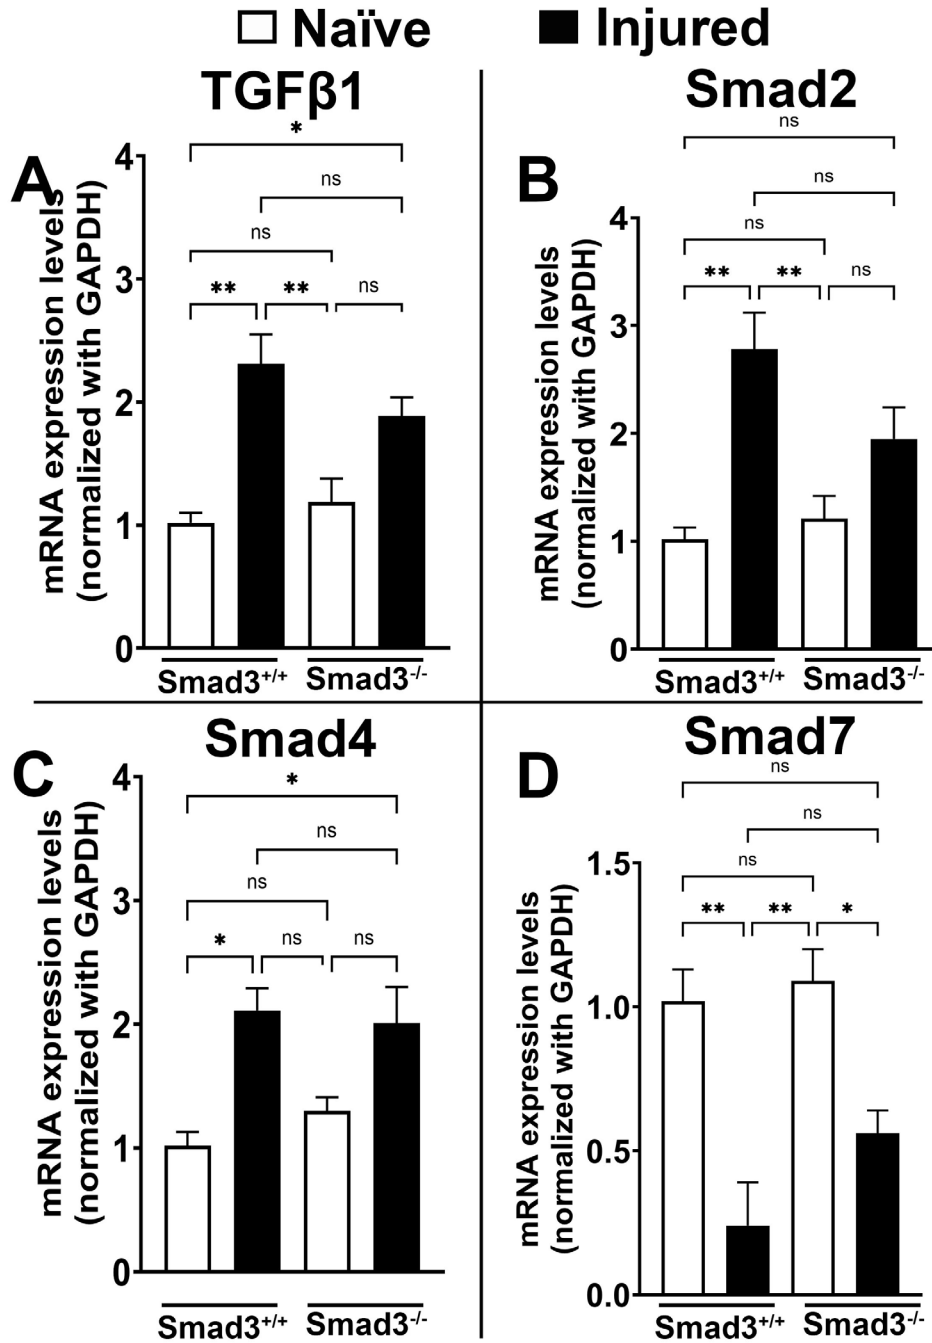 Naïve Injured
TGFβ1
A
mRNA expression levels
(normalized with GAPDH)
4
3
2
1
0
*
ns
ns
** ** ns
Smad3+/+ Smad3-/-
Smad2
B
mRNA expression levels
(normalized with GAPDH)
4
3
2
1
0
ns
ns
ns
** ** ns
Smad3+/+ Smad3-/-
Smad4
C
mRNA expression levels
(normalized with GAPDH)
4
3
2
1
0
*
ns
ns
* ns ns
Smad3+/+ Smad3-/-
Smad7
D
mRNA expression levels
(normalized with GAPDH)
1.5
1.0
0.5
0.0
ns
ns
ns
** ** *
Smad3+/+ Smad3-/-